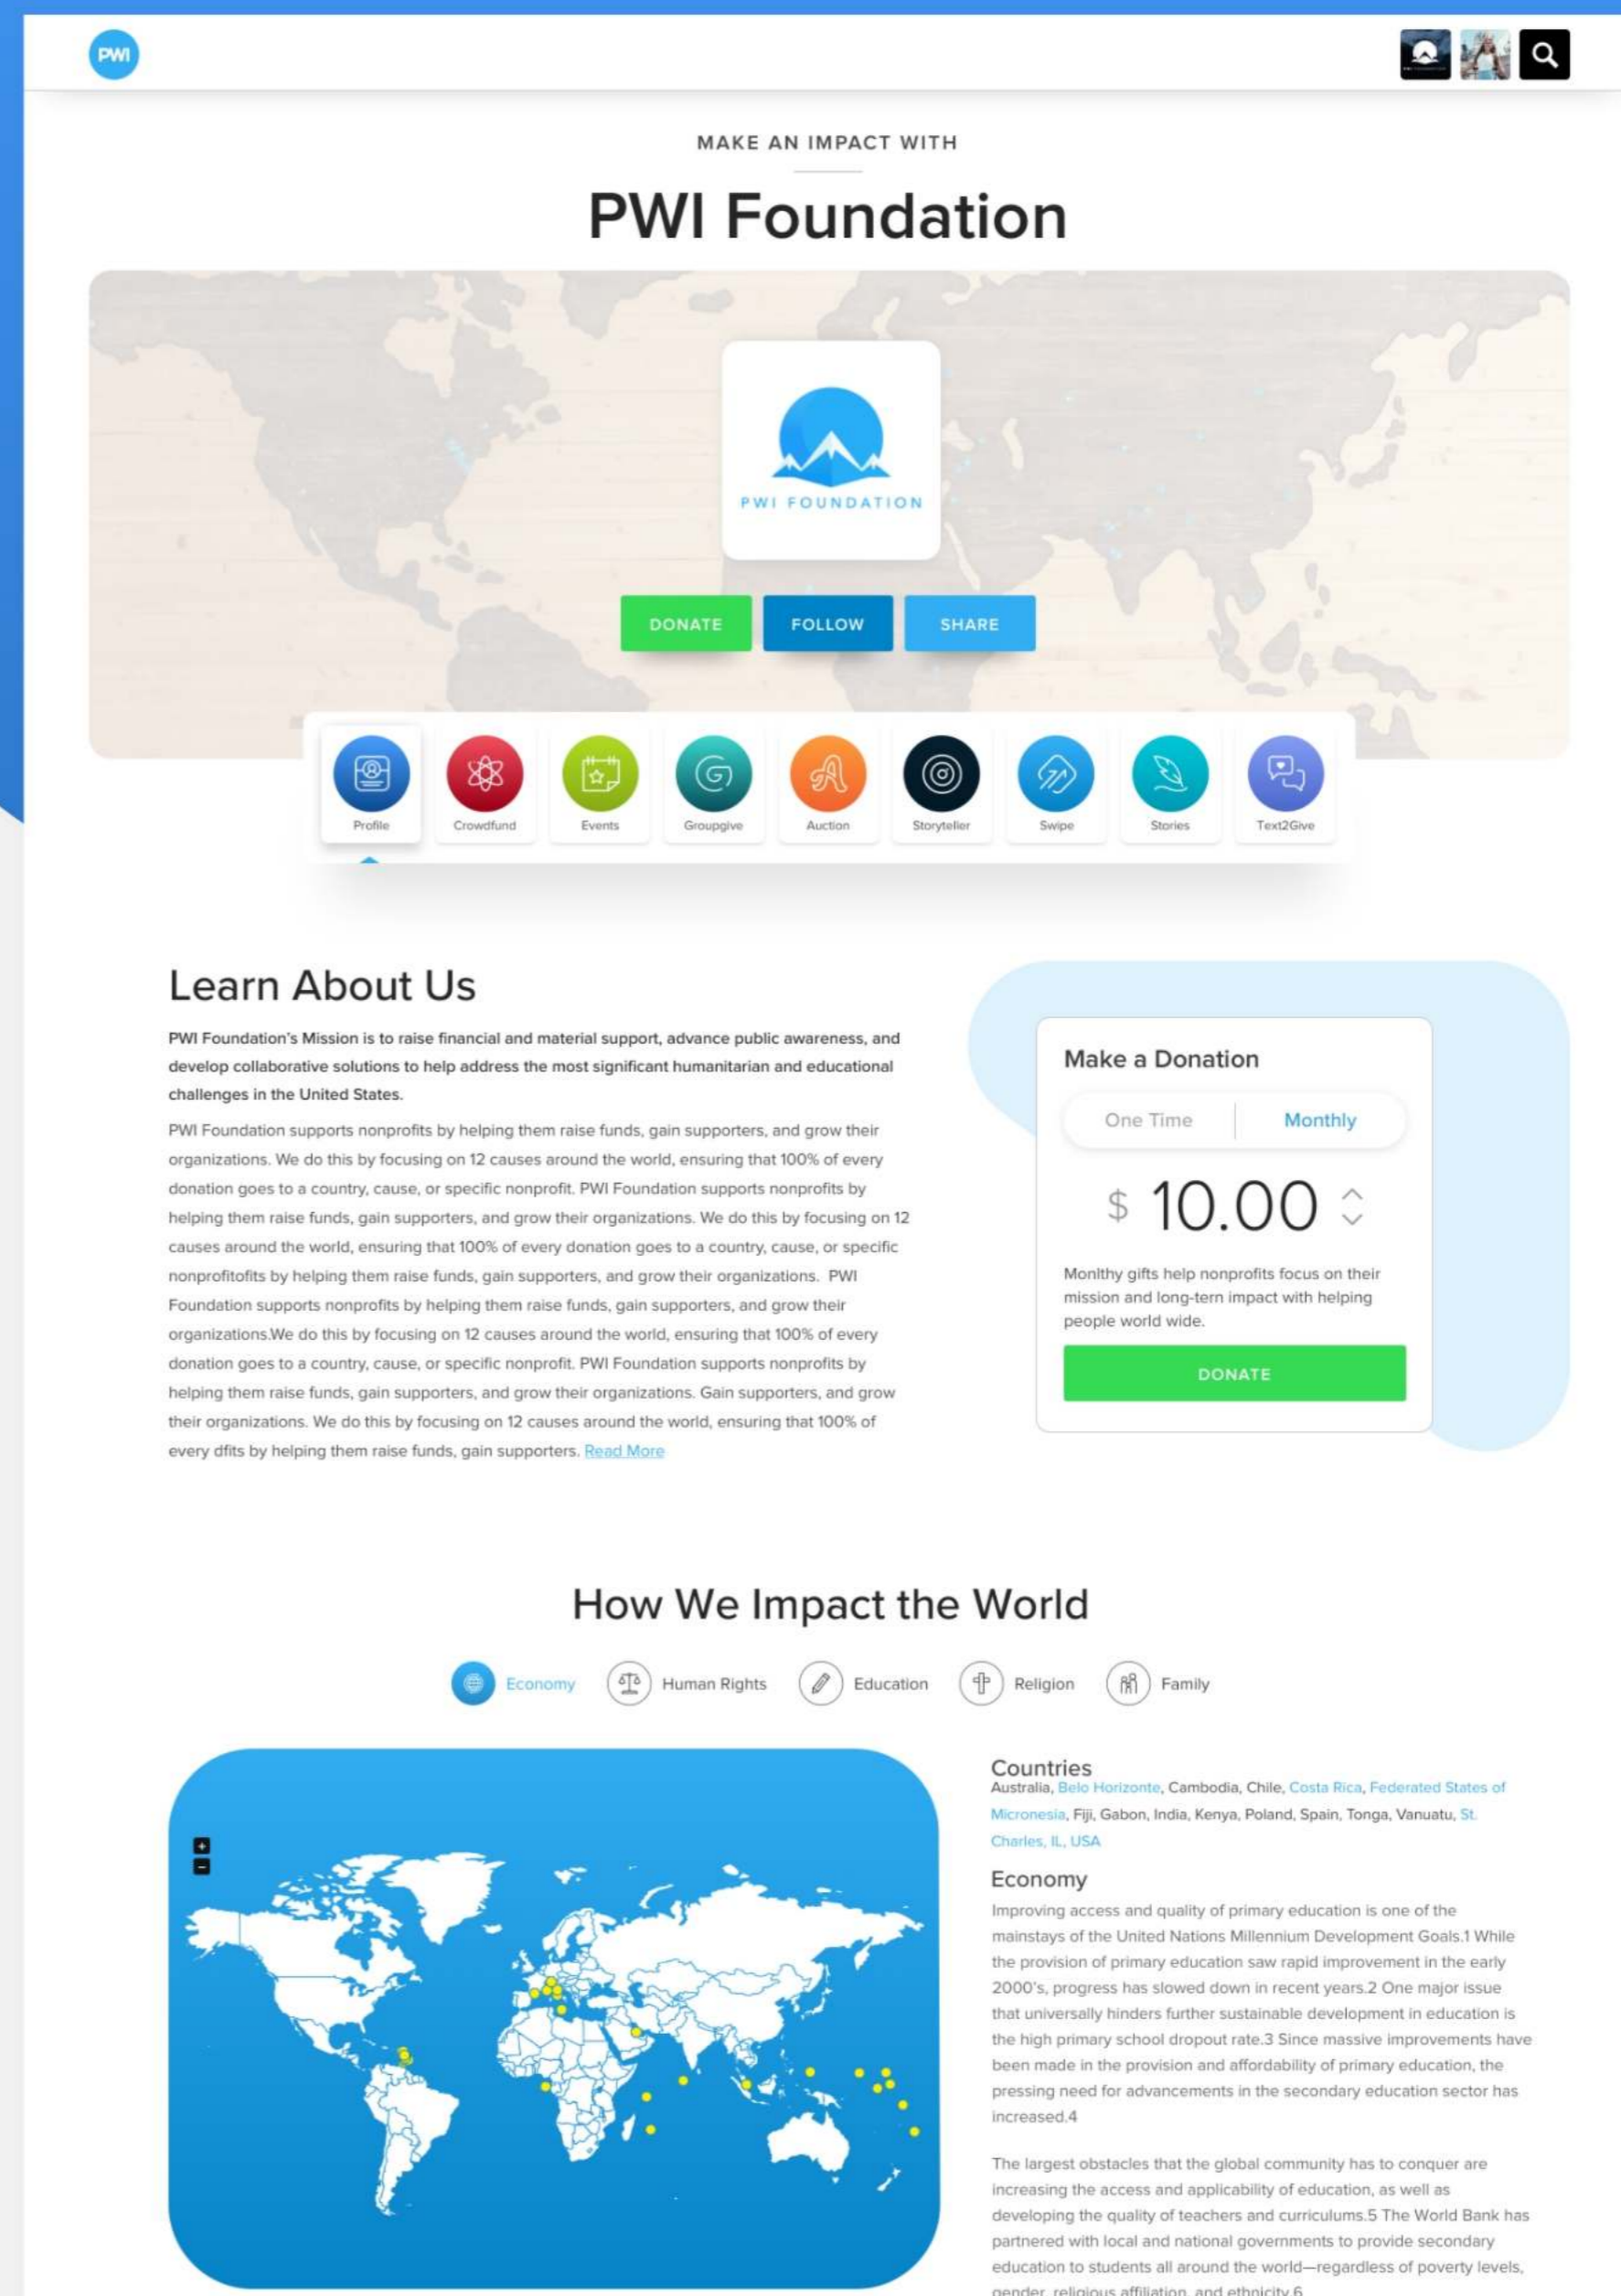 PWI
MAKE AN IMPACT WITH
PWI Foundation
PWI FOUNDATION
DONATE
FOLLOW
SHARE
Profile
Crowdfund
Events
Groupgive
Auction
Storyteller
Swipe
Stories
Text2Give
Learn About Us
PWI Foundation's Mission is to raise financial and material support, advance public awareness, and
develop collaborative solutions to help address the most significant humanitarian and educational
challenges in the United States.
PWI Foundation supports nonprofits by helping them raise funds, gain supporters, and grow their
organizations. We do this by focusing on 12 causes around the world, ensuring that 100% of every
donation goes to a country, cause, or specific nonprofit. PWI Foundation supports nonprofits by
helping them raise funds, gain supporters, and grow their organizations. We do this by focusing on 12
causes around the world, ensuring that 100% of every donation goes to a country, cause, or specific
nonprofitofits by helping them raise funds, gain supporters, and grow their organizations. PWI
Foundation supports nonprofits by helping them raise funds, gain supporters, and grow their
organizations.We do this by focusing on 12 causes around the world, ensuring that 100% of every
donation goes to a country, cause, or specific nonprofit. PWI Foundation supports nonprofits by
helping them raise funds, gain supporters, and grow their organizations. Gain supporters, and grow
their organizations. We do this by focusing on 12 causes around the world, ensuring that 100% of
every dfits by helping them raise funds, gain supporters. Read More
Make a Donation
One Time
Monthly
$ 10.00
Monlthy gifts help nonprofits focus on their
mission and long-tern impact with helping
people world wide.
DONATE
How We Impact the World
Economy
Human Rights
Education
Religion
Family
+
-
Countries
Australia, Belo Horizonte, Cambodia, Chile, Costa Rica, Federated States of
Micronesia, Fiji, Gabon, India, Kenya, Poland, Spain, Tonga, Vanuatu, St.
Charles, IL, USA
Economy
Improving access and quality of primary education is one of the
mainstays of the United Nations Millennium Development Goals.1 While
the provision of primary education saw rapid improvement in the early
2000's, progress has slowed down in recent years.2 One major issue
that universally hinders further sustainable development in education is
the high primary school dropout rate.3 Since massive improvements have
been made in the provision and affordability of primary education, the
pressing need for advancements in the secondary education sector has
increased.4
The largest obstacles that the global community has to conquer are
increasing the access and applicability of education, as well as
developing the quality of teachers and curriculums.5 The World Bank has
partnered with local and national governments to provide secondary
education to students all around the world—regardless of poverty levels,
gender, religious affiliation, and ethnicity.6